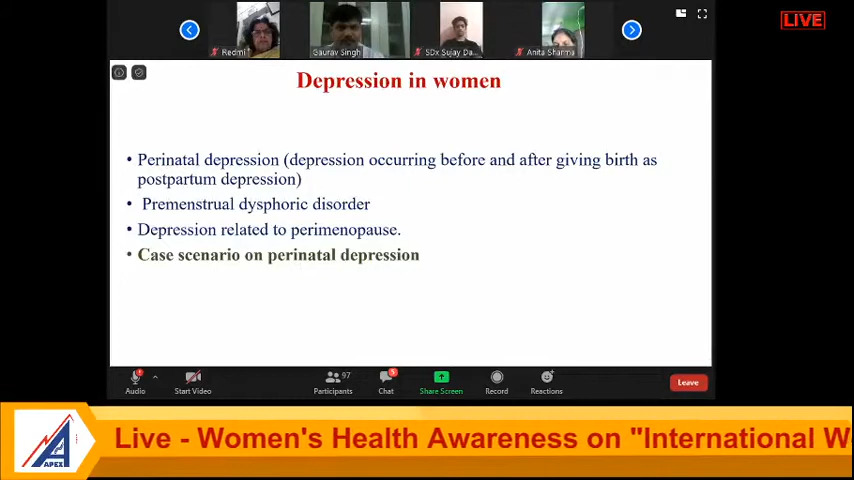 LIVE
Redmi
Gaurav Singh
SDx Sujay Da...
Anita Sharma
Depression in women
• Perinatal depression (depression occurring before and after giving birth as
postpartum depression)
• Premenstrual dysphoric disorder
• Depression related to perimenopause.
• Case scenario on perinatal depression
97
5
Audio
Start Video
Participants
Chat
Share Screen
Record
Reactions
Leave
APEX
Live - Women's Health Awareness on "International W